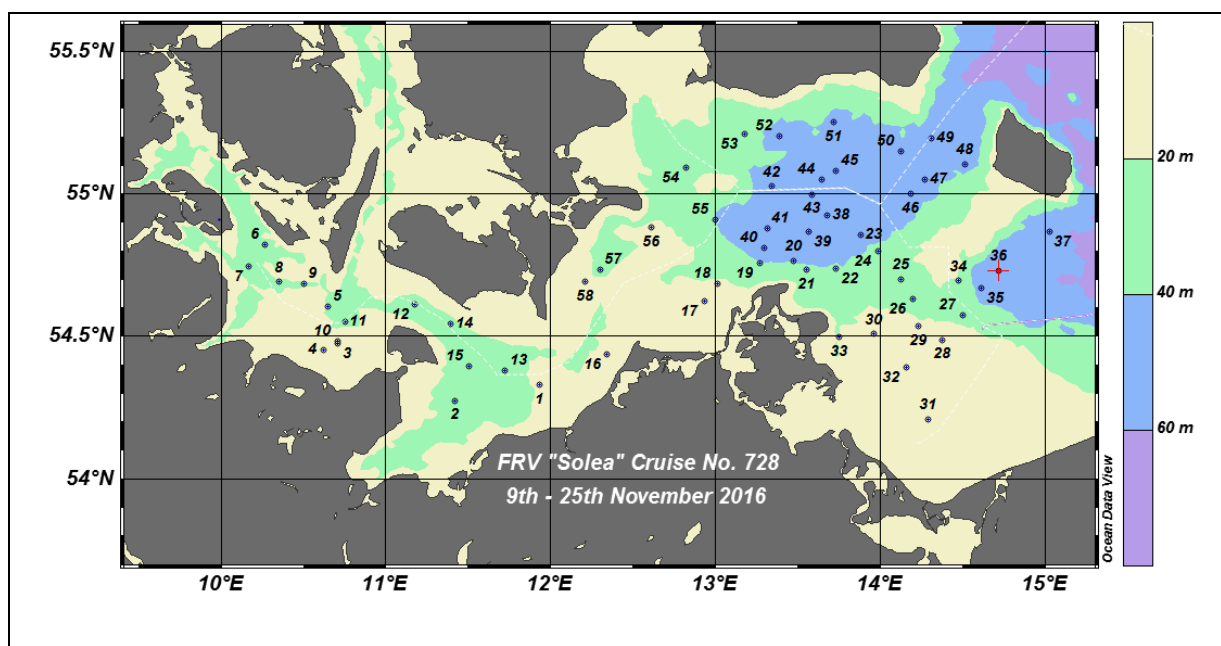 55.5°N
55°N
54.5°N
54°N
10°E 11°E 12°E 13°E 14°E 15°E
20 m
40 m
60 m
Ocean Data View
FRV "Solea" Cruise No. 728
9th - 25th November 2016
53 52 51 50 49 48
54 42 44 45 47
55 43 46
56 41 38
40 39 23
6 57 20 24 36 37
7 8 9 58 18 19 21 22 25 34
5 17 26 27 35
10 11 12 14 30
4 3 33 28
15 13 16 32
1 31
2